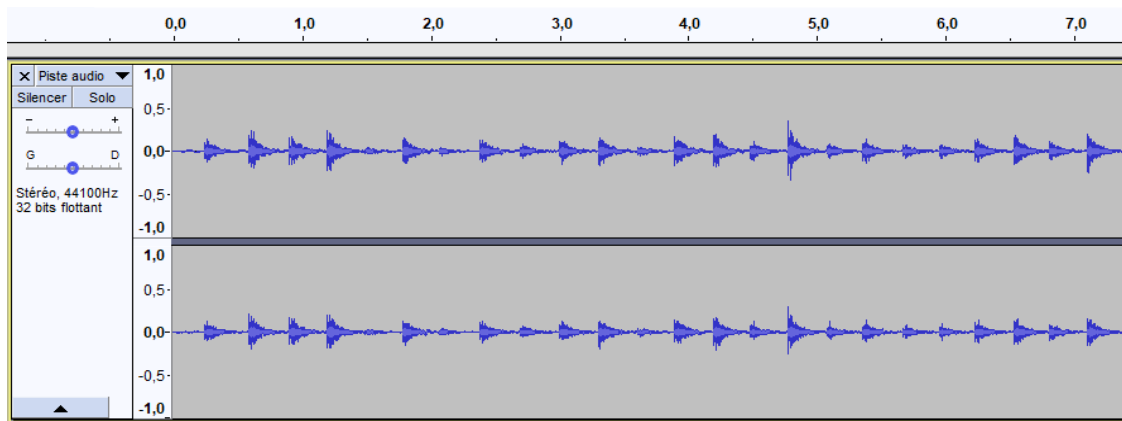 0,0 1,0 2,0 3,0 4,0 5,0 6,0 7,0
X Piste audio
Silencer Solo
- +
G D
Stéréo, 44100Hz
32 bits flottant
1,0
0,5-
0,0-
-0,5-
-1,0
1,0
0,5-
0,0-
-0,5-
-1,0